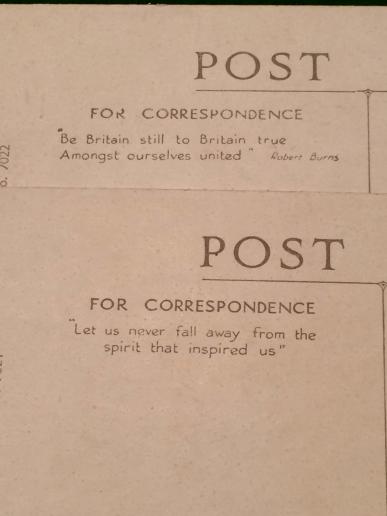 POST
FOR CORRESPONDENCE
"Be Britain still to Britain true
Amongst ourselves united" Robert Burns
o. 7022
POST
FOR CORRESPONDENCE
"Let us never fall away from the
spirit that inspired us"